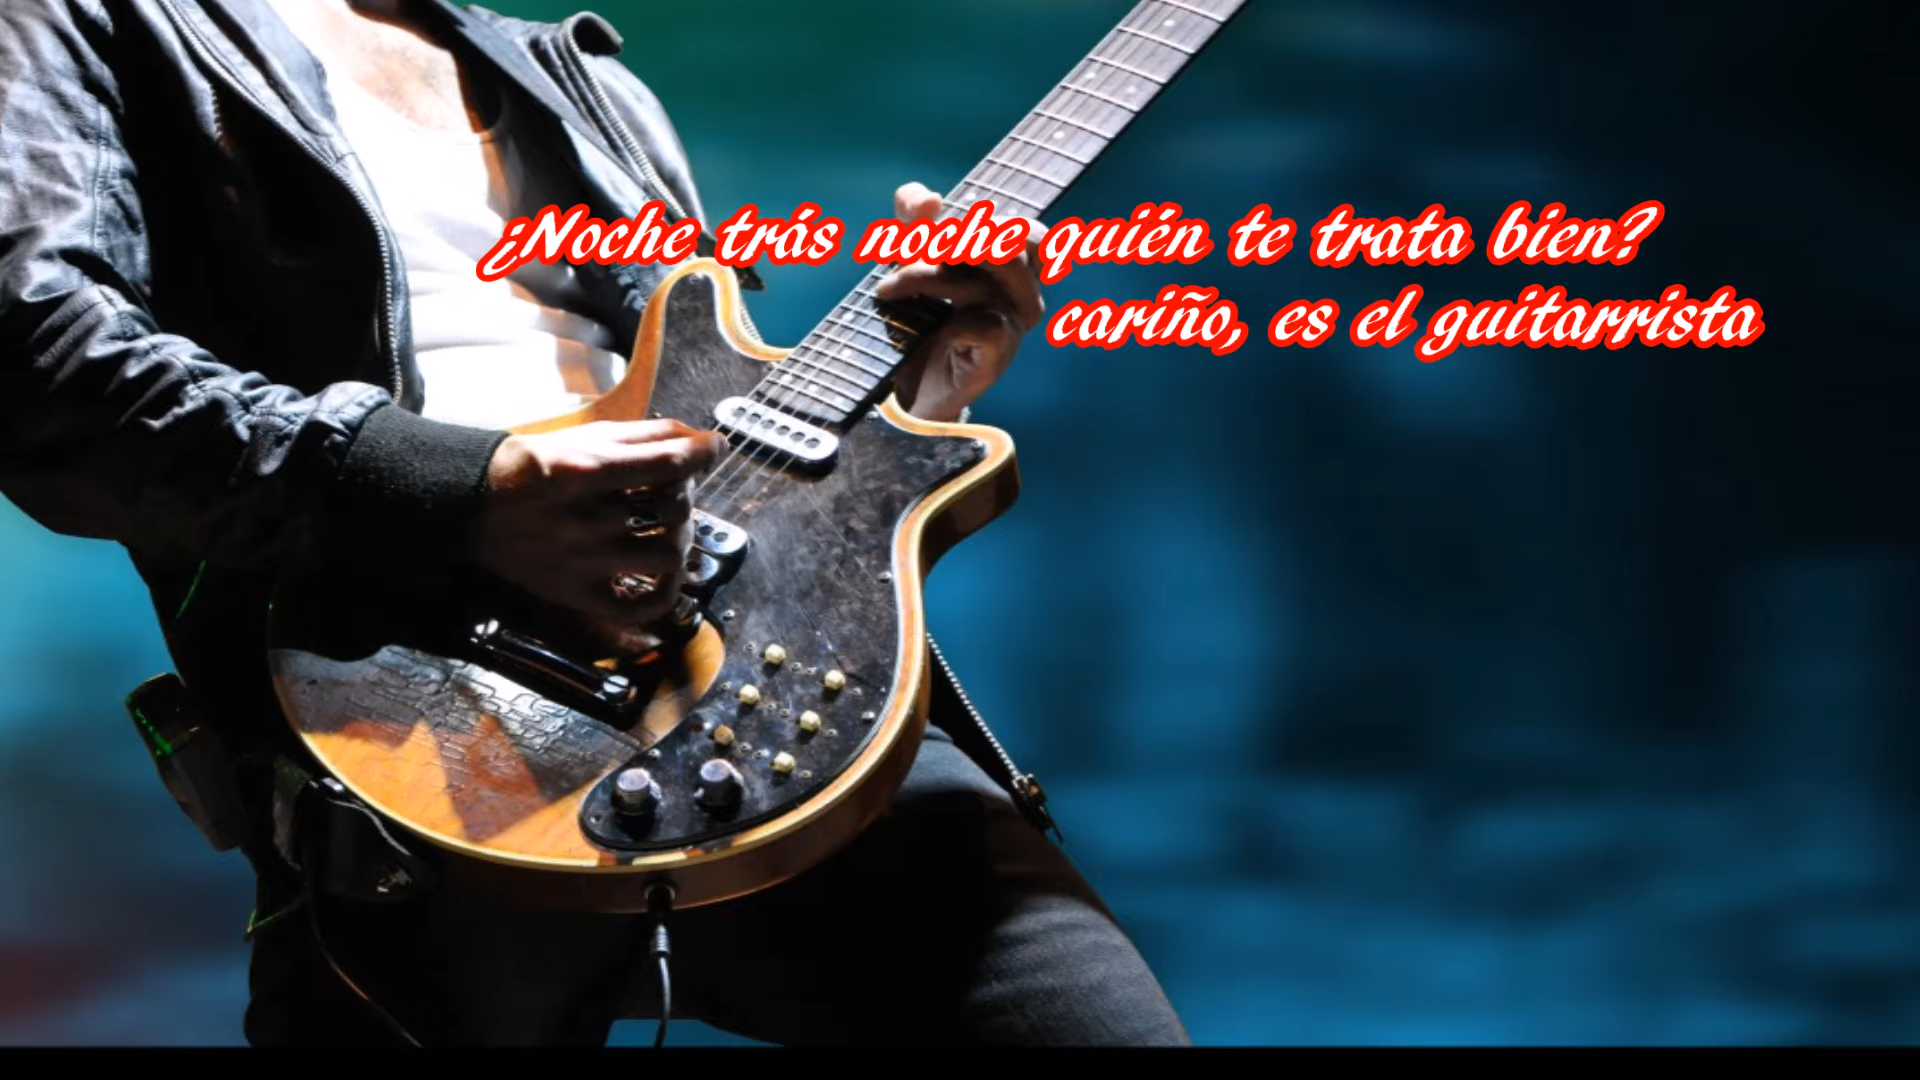 ¿Noche trás noche quién te trata bien?
cariño, es el guitarrista